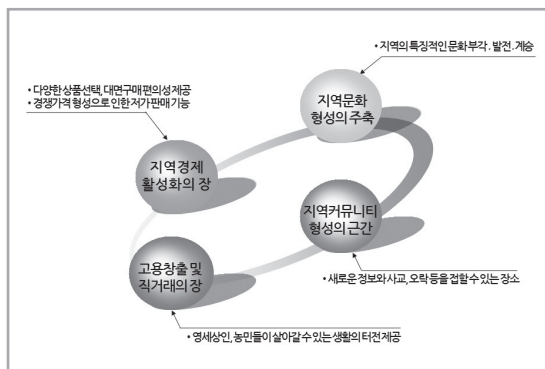 • 지역의 특징적인 문화 부각 . 발전 . 계승
• 다양한 상품선택, 대면구매 편의성 제공
• 경쟁가격 형성으로 인한 저가 판매 기능
지역문화
형성의 주축
지역경제
활성화의 장
지역커뮤니티
형성의 근간
고용창출 및
직거래의 장
• 새로운 정보와 사교, 오락 등을 접할 수 있는 장소
• 영세상인, 농민들이 살아갈 수 있는 생활의 터전 제공